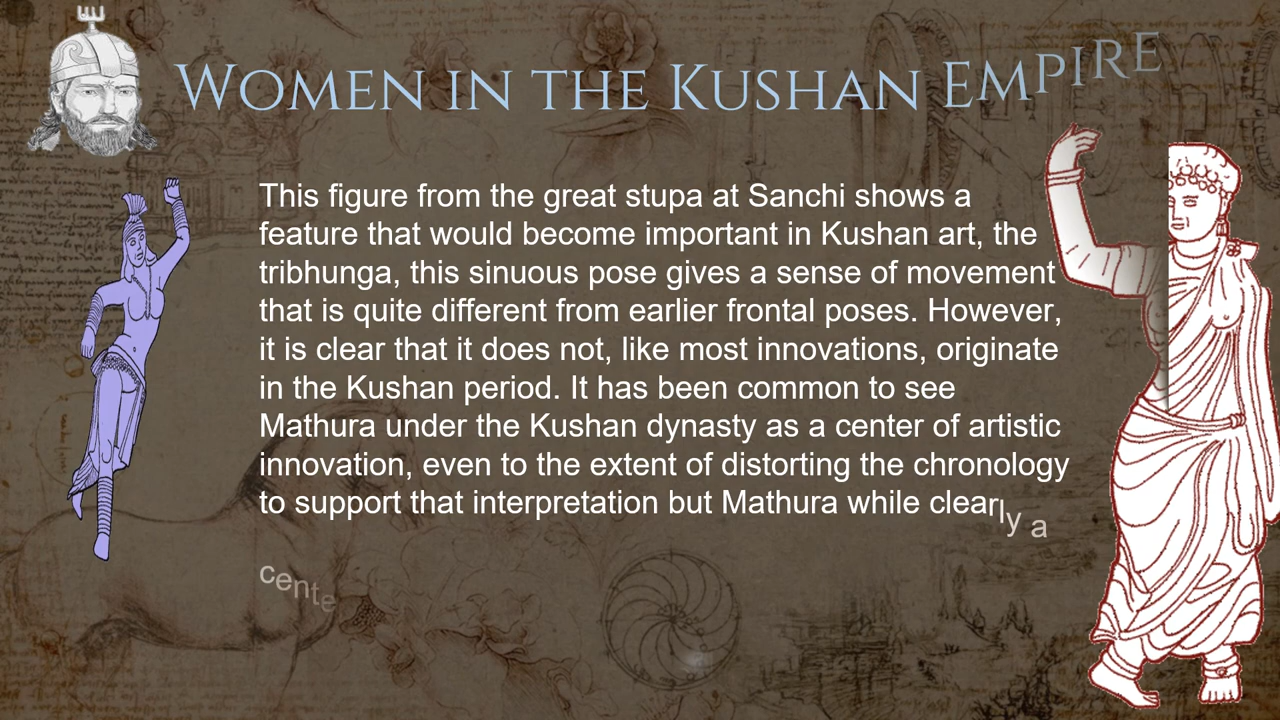 Women in the Kushan Empire
This figure from the great stupa at Sanchi shows a
feature that would become important in Kushan art, the
tribhunga, this sinuous pose gives a sense of movement
that is quite different from earlier frontal poses. However,
it is clear that it does not, like most innovations, originate
in the Kushan period. It has been common to see
Mathura under the Kushan dynasty as a center of artistic
innovation, even to the extent of distorting the chronology
to support that interpretation but Mathura while clearly a
cente